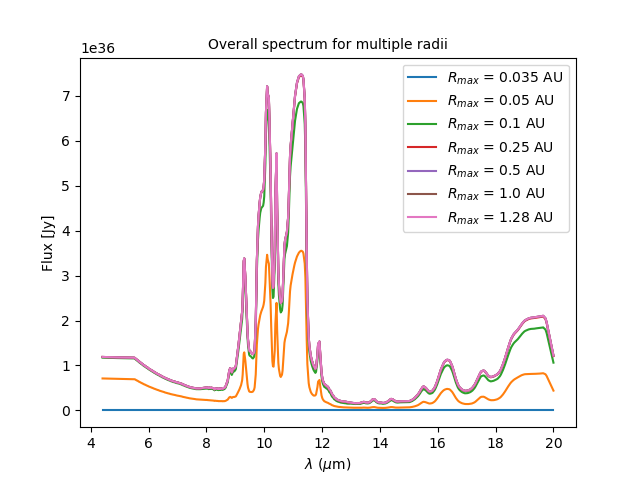 Overall spectrum for multiple radii
1e36
Flux [Jy]
7
6
5
4
3
2
1
0
R_max = 0.035 AU
R_max = 0.05 AU
R_max = 0.1 AU
R_max = 0.25 AU
R_max = 0.5 AU
R_max = 1.0 AU
R_max = 1.28 AU
4 6 8 10 12 14 16 18 20
λ (μm)